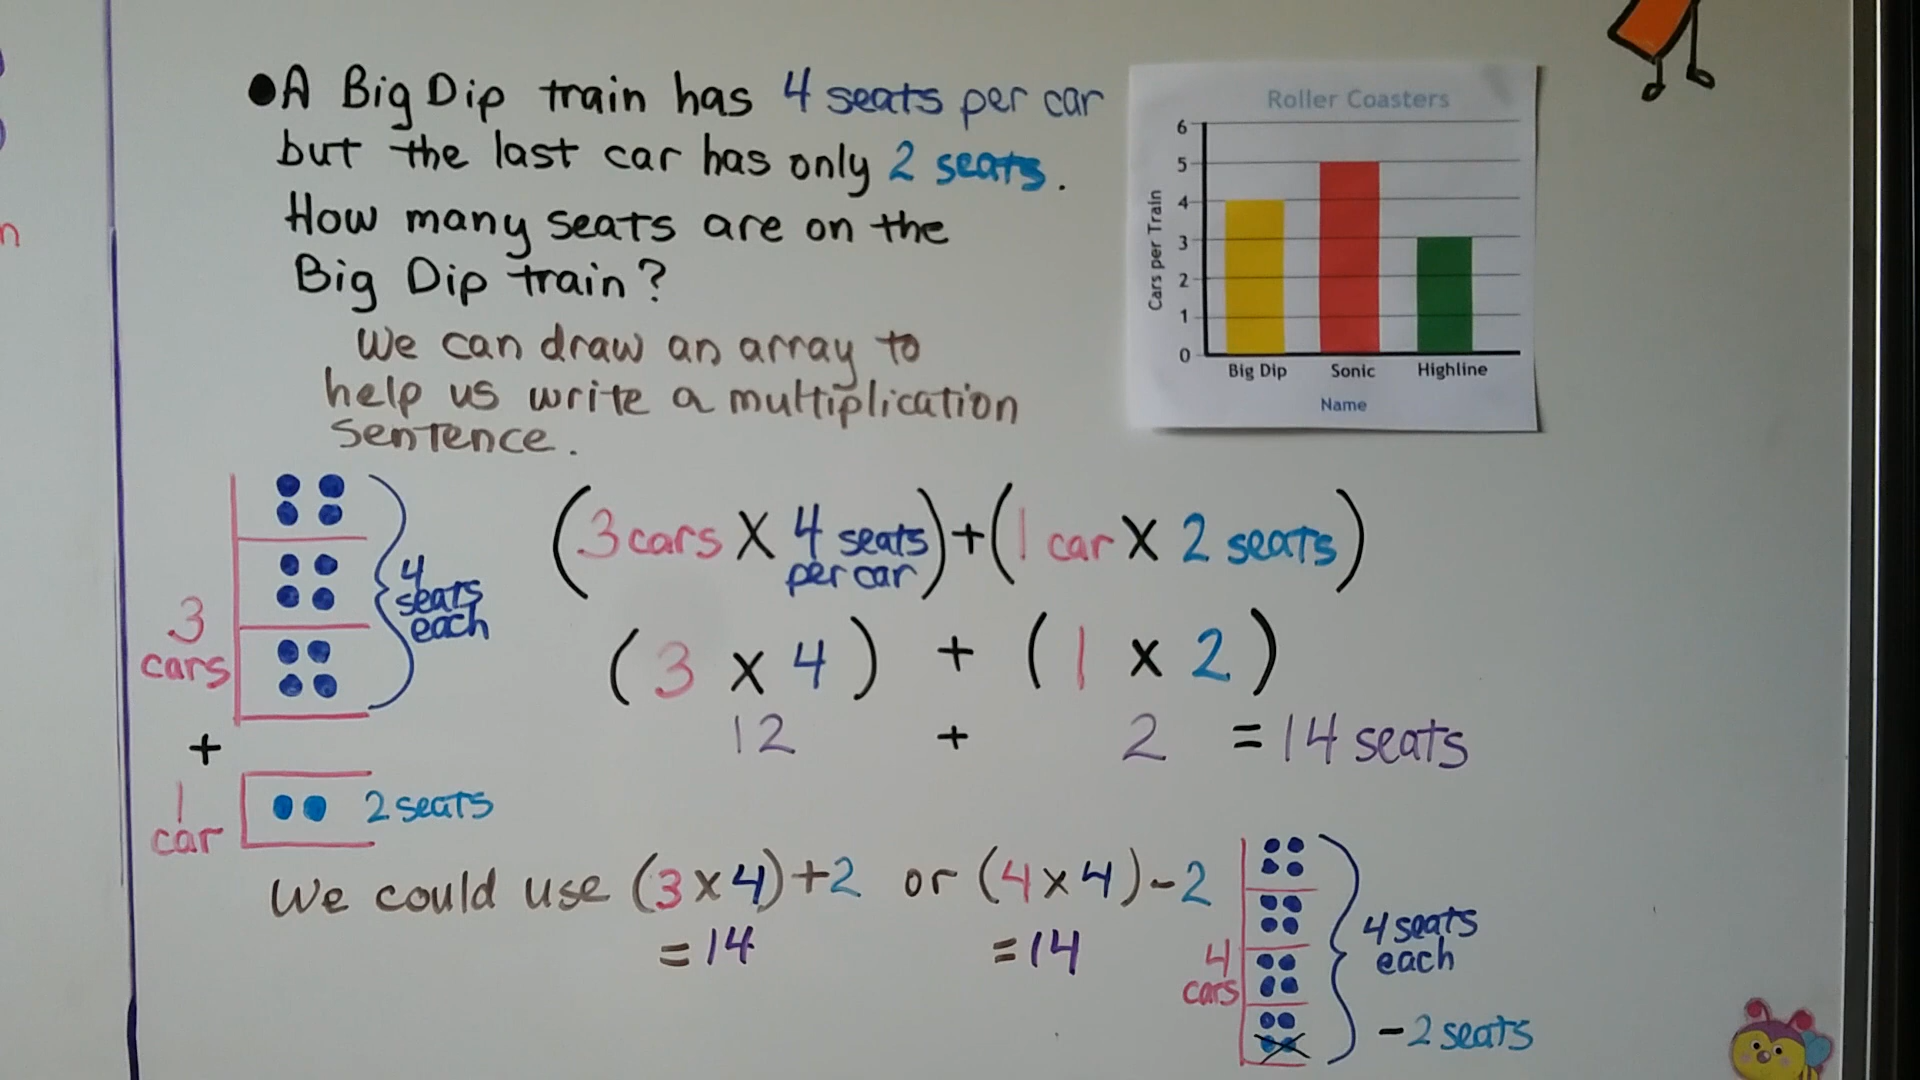 ●A Big Dip train has 4 seats per car
but the last car has only 2 seats.
How many seats are on the
Big Dip train?
We can draw an array to
help us write a multiplication
sentence.
Roller Coasters
Cars per Train
6
5
4
3
2
1
0
Big Dip Sonic Highline
Name
n
3
cars
4
seats
each
+
1
car
2 seats
(3 cars X 4 seats per car) + (1 car X 2 seats)
(3 x 4) + (1 x 2)
12 + 2 = 14 seats
We could use (3 x 4) + 2 or (4 x 4) - 2
= 14 = 14
4
cars
4 seats
each
- 2 seats